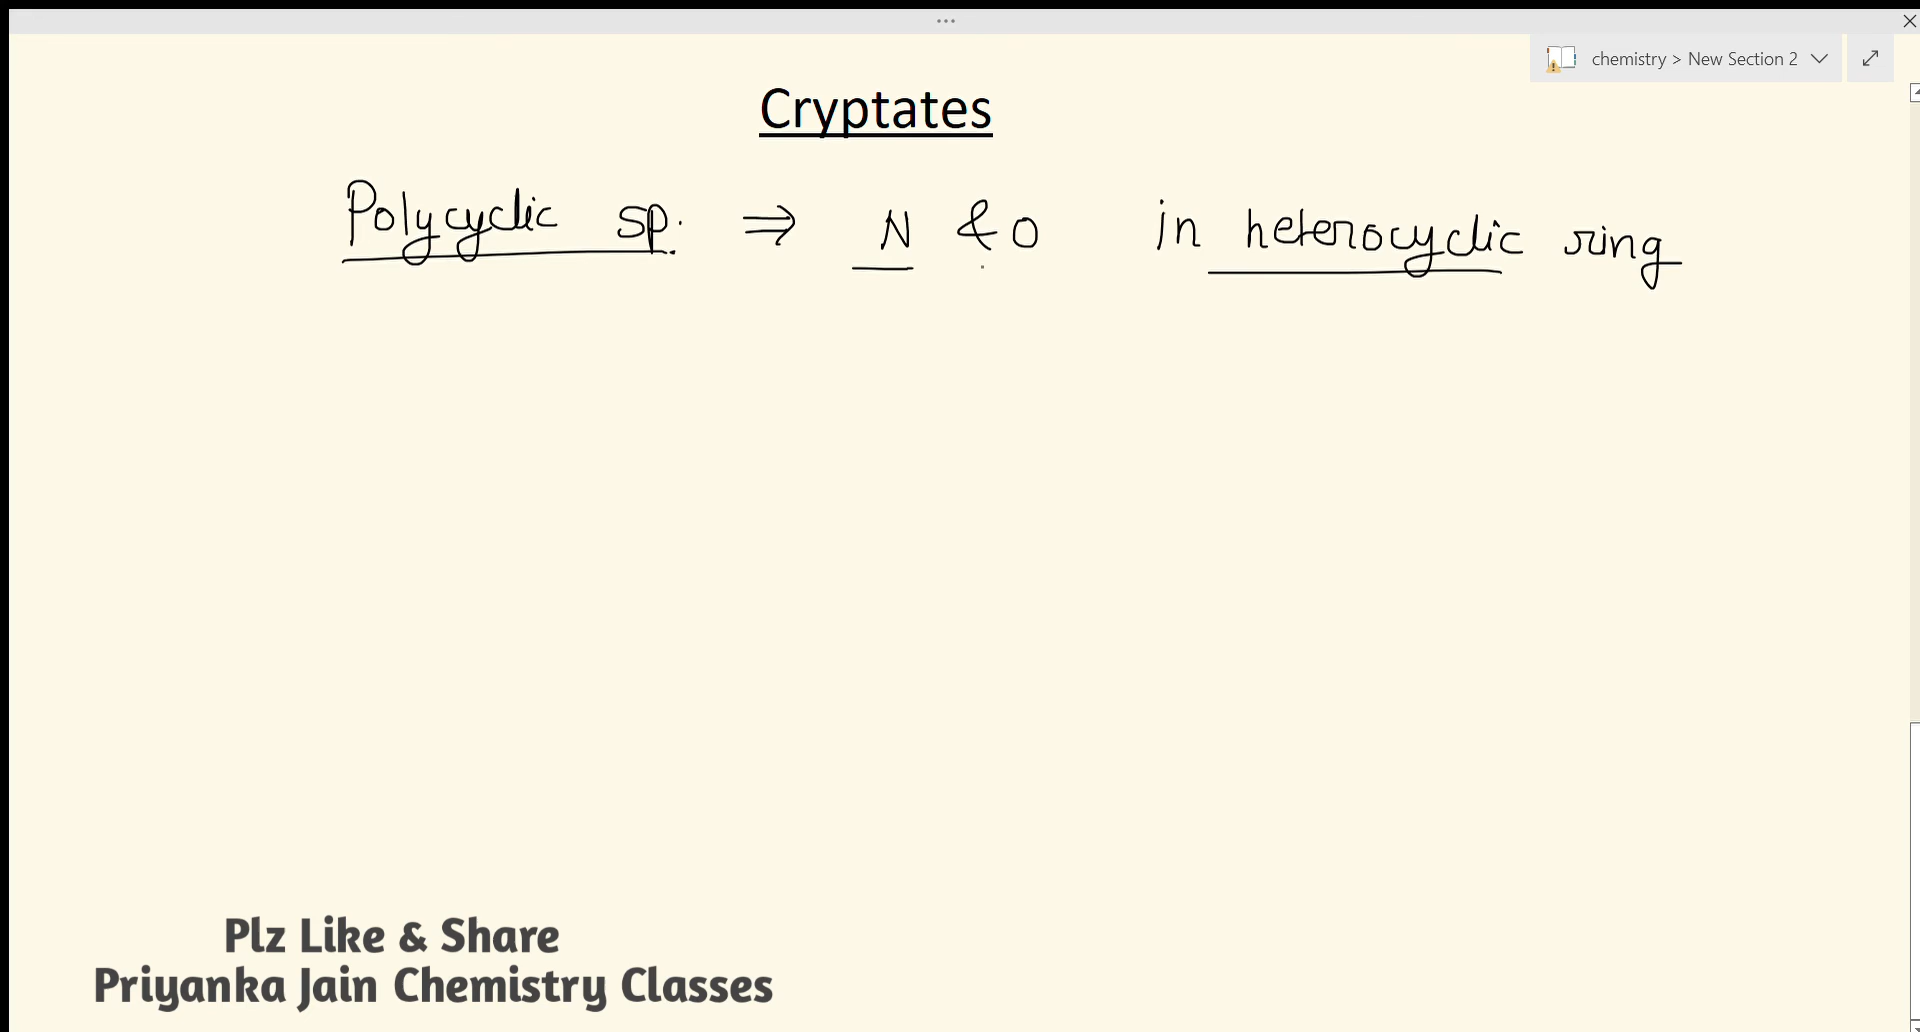 chemistry > New Section 2
Cryptates
Polycyclic sp. ⇒ N & O in heterocyclic ring
Plz Like & Share
Priyanka Jain Chemistry Classes